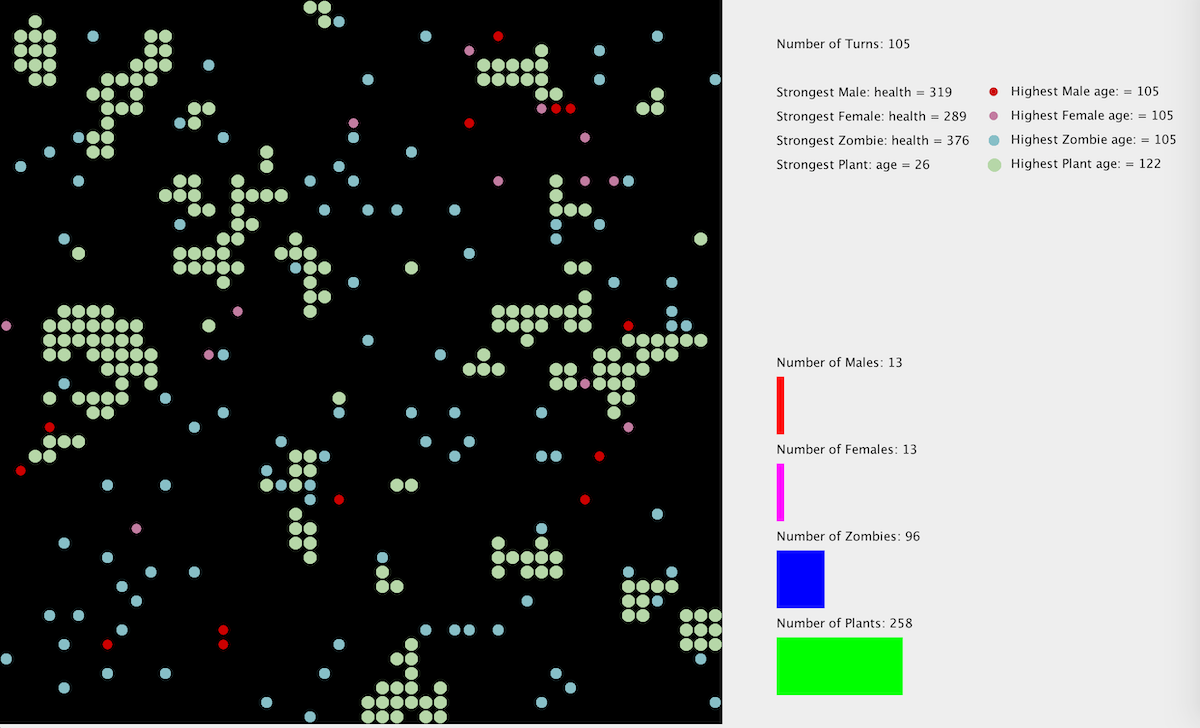 Number of Turns: 105
Strongest Male: health = 319
Highest Male age: = 105
Strongest Female: health = 289
Highest Female age: = 105
Strongest Zombie: health = 376
Highest Zombie age: = 105
Strongest Plant: age = 26
Highest Plant age: = 122
Number of Males: 13
Number of Females: 13
Number of Zombies: 96
Number of Plants: 258